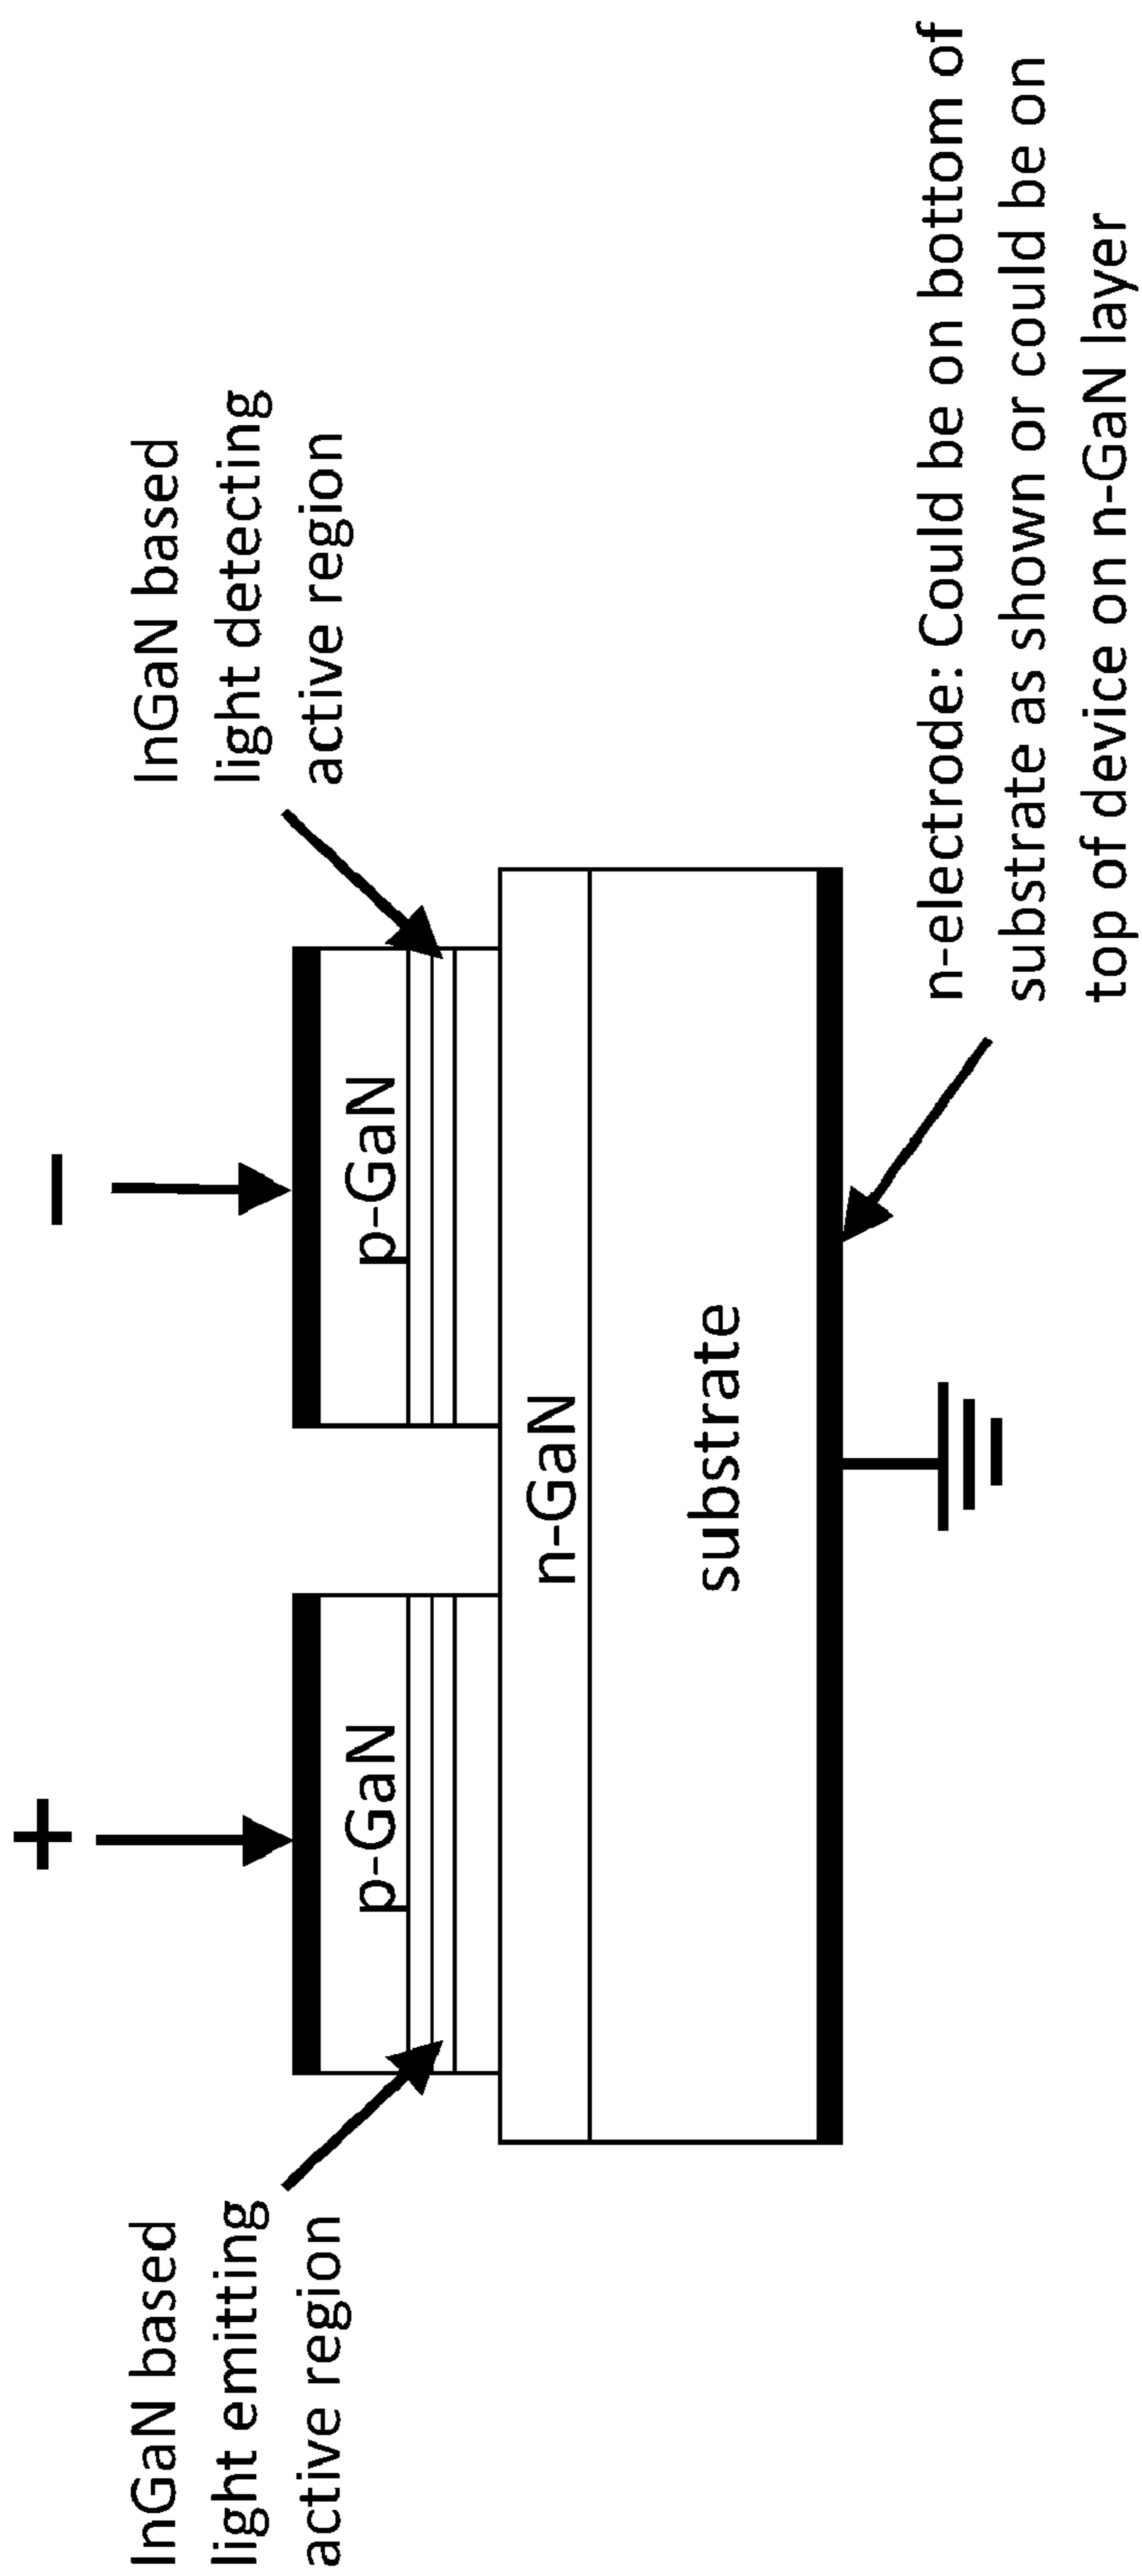 +
−
InGaN based
light emitting
active region
InGaN based
light detecting
active region
p-GaN
p-GaN
n-GaN
substrate
n-electrode: Could be on bottom of
substrate as shown or could be on
top of device on n-GaN layer